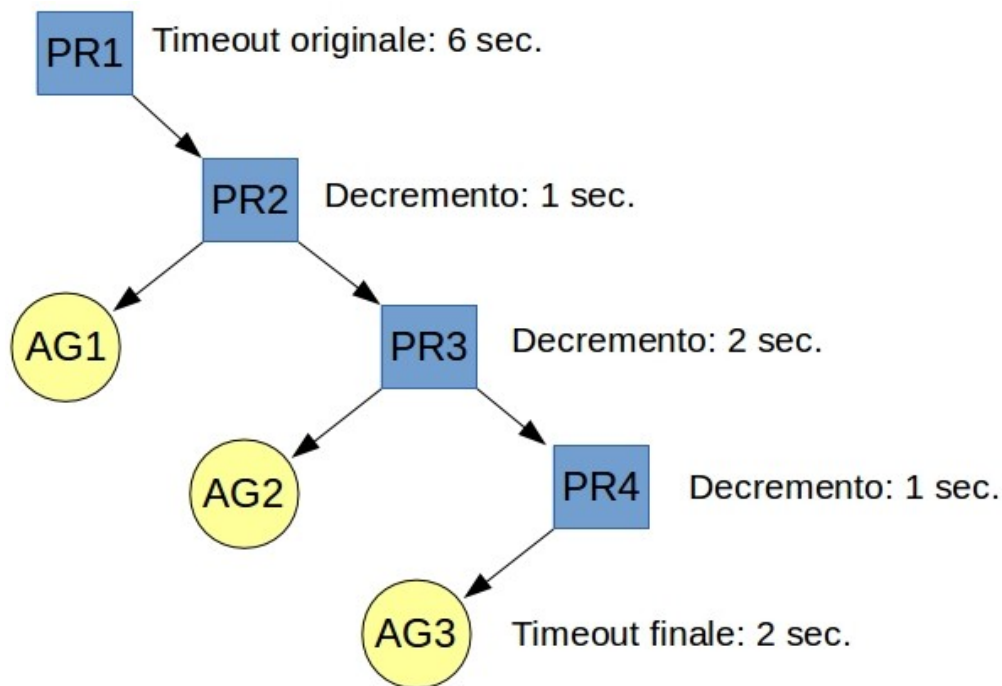 PR1
Timeout originale: 6 sec.
PR2
Decremento: 1 sec.
AG1
PR3
Decremento: 2 sec.
AG2
PR4
Decremento: 1 sec.
AG3
Timeout finale: 2 sec.